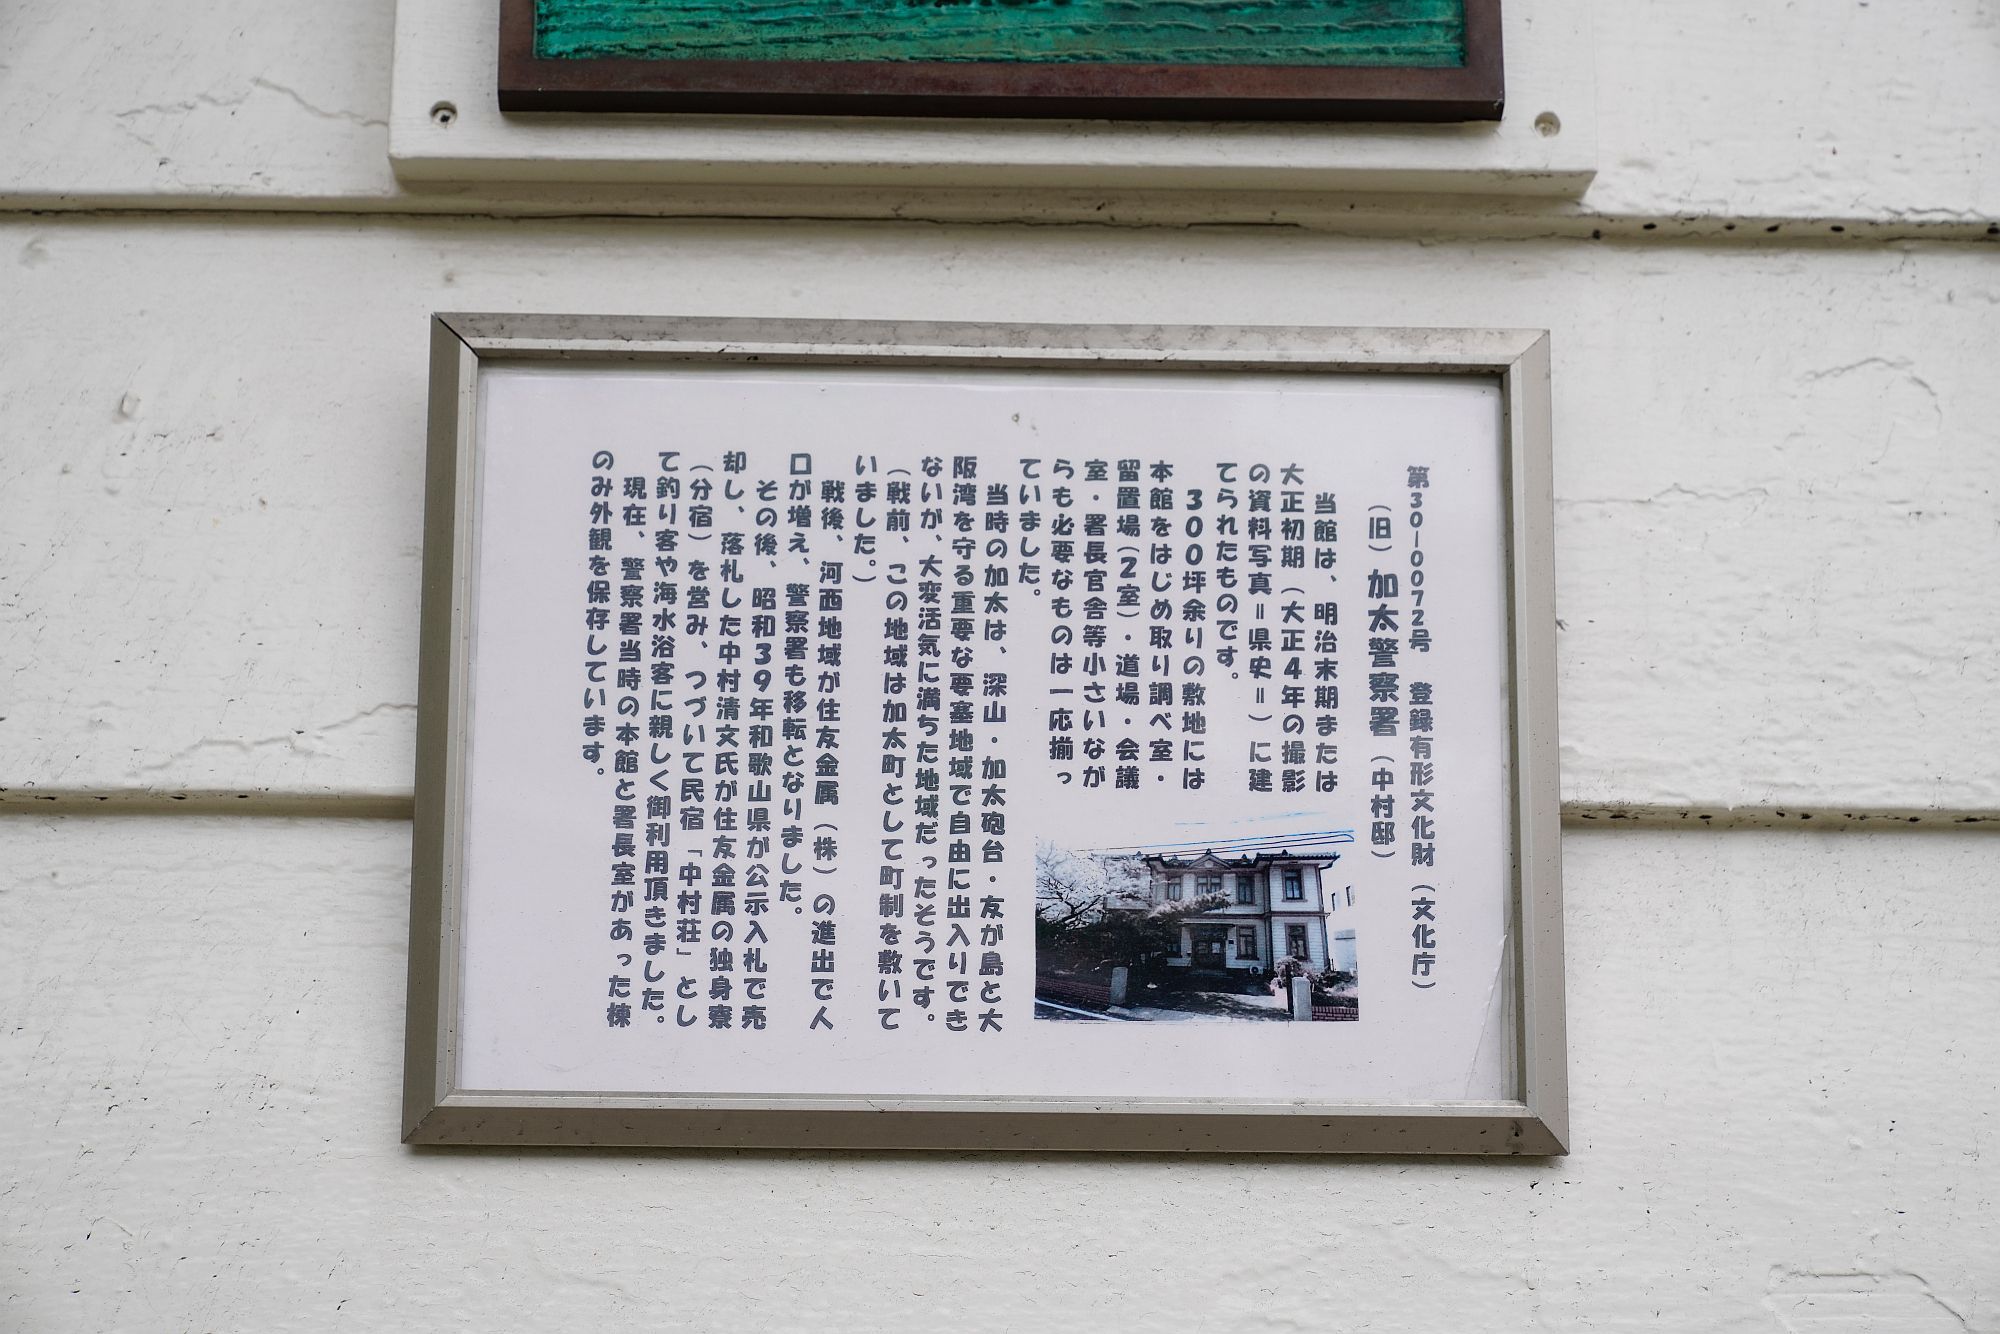 第30-0072号 登録有形文化財(文化庁)
(旧)加太警察署(中村邸)
当館は、明治末期または
大正初期(大正4年の撮影
の資料写真=県史=)に建
てられたものです。
300坪余りの敷地には
本館をはじめ取り調べ室・
留置場(2室)・道場・会議
室・署長官舎等小さいなが
らも必要なものは一応揃っ
ていました。
当時の加太は、深山・加太砲台・友が島と大
阪湾を守る重要な要塞地域で自由に出入りでき
ないが、大変活気に満ちた地域だったそうです。
(戦前、この地域は加太町として町制を敷いて
いました。)
戦後、河西地域が住友金属(株)の進出で人
口が増え、警察署も移転となりました。
その後、昭和39年和歌山県が公示入札で売
却し、落札した中村清文氏が住友金属の独身寮
(分宿)を営み、つづいて民宿「中村荘」とし
て釣り客や海水浴客に親しく御利用頂きました。
現在、警察署当時の本館と署長室があった棟
のみ外観を保存しています。